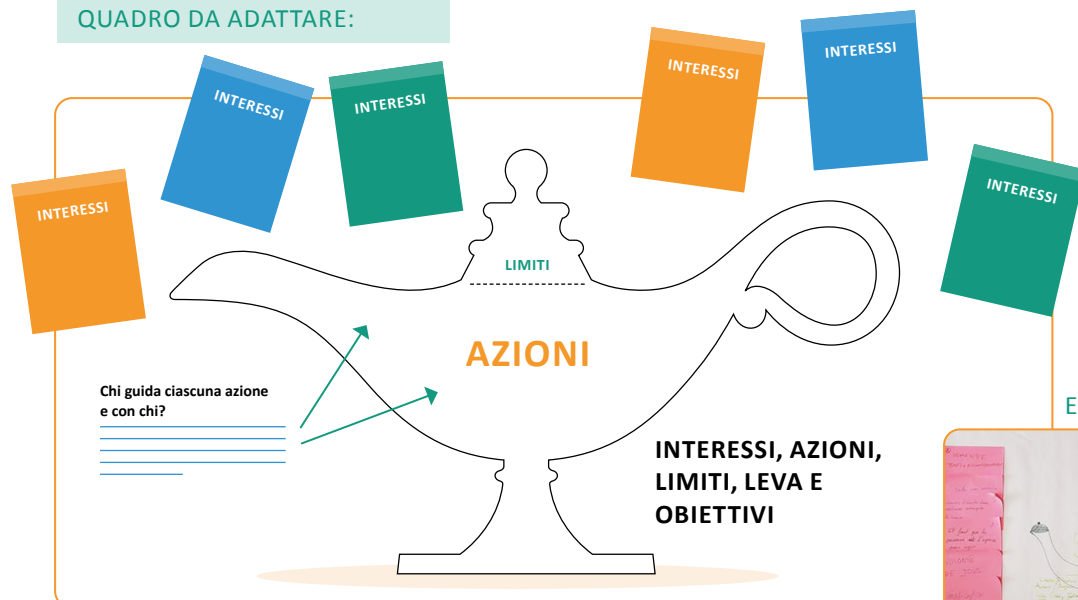 QUADRO DA ADATTARE:
INTERESSI
INTERESSI
INTERESSI
INTERESSI
INTERESSI
INTERESSI
LIMITI
AZIONI
Chi guida ciascuna azione
e con chi?
INTERESSI, AZIONI,
LIMITI, LEVA E
OBIETTIVI
E